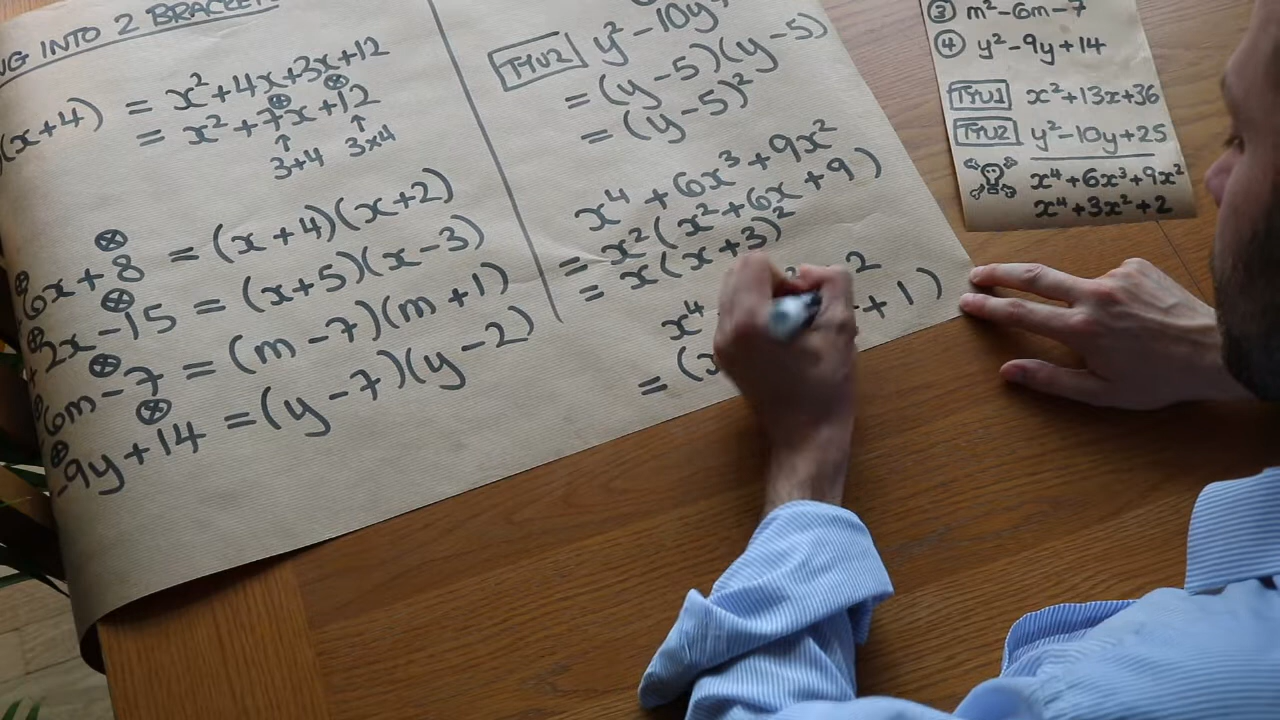 NG INTO 2 BRACKET
(x+4) = x²+4x+3x+12
= x²+7x+12
3+4 3x4
6x+8 = (x+4)(x+2)
2x-15 = (x+5)(x-3)
6m-7 = (m-7)(m+1)
-9y+14 = (y-7)(y-2)
TRY2 y²-10y
= (y-5)(y-5)
= (y-5)²
x⁴+6x³+9x²
= x²(x²+6x+9)
= x(x+3)²
x⁴ 2
= (x +1)
③ m²-6m-7
④ y²-9y+14
TRY1 x²+13x+36
TRY2 y²-10y+25
x⁴+6x³+9x²
x⁴+3x²+2